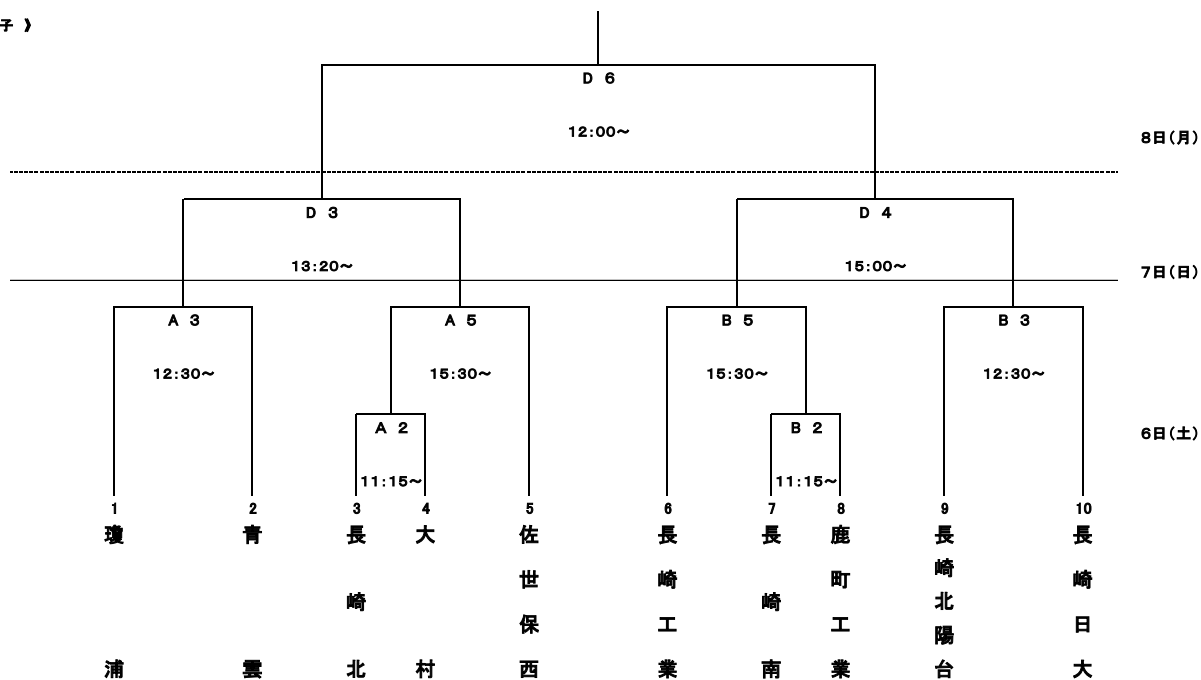 子 》
D 6
12:00～
8日(月)
D 3
D 4
13:20～
15:00～
7日(日)
A 3
A 5
B 5
B 3
12:30～
15:30～
15:30～
12:30～
A 2
B 2
6日(土)
11:15～
11:15～
1 2 3 4 5 6 7 8 9 10
瓊浦
青雲
長崎北
大村
佐世保西
長崎工業
長崎南
鹿町工業
長崎北陽台
長崎日大